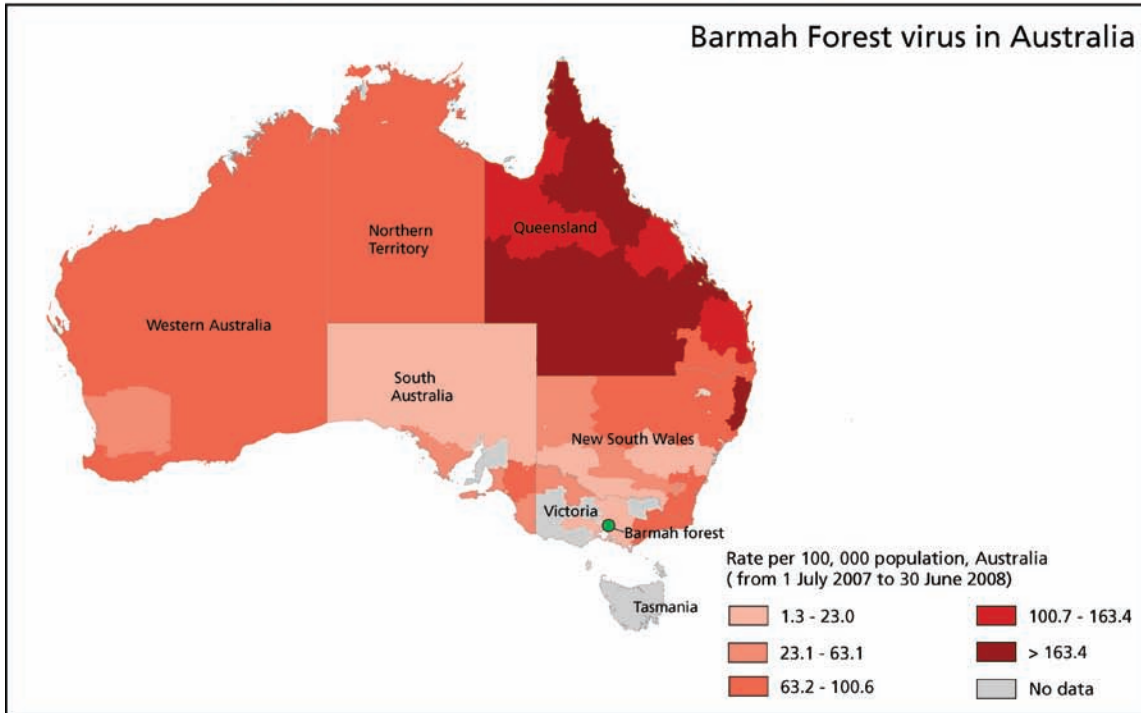 Barmah Forest virus in Australia
Northern
Territory
Queensland
Western Australia
South
Australia
New South Wales
Victoria
Barmah forest
Tasmania
Rate per 100, 000 population, Australia
( from 1 July 2007 to 30 June 2008)
1.3 - 23.0
23.1 - 63.1
63.2 - 100.6
100.7 - 163.4
> 163.4
No data